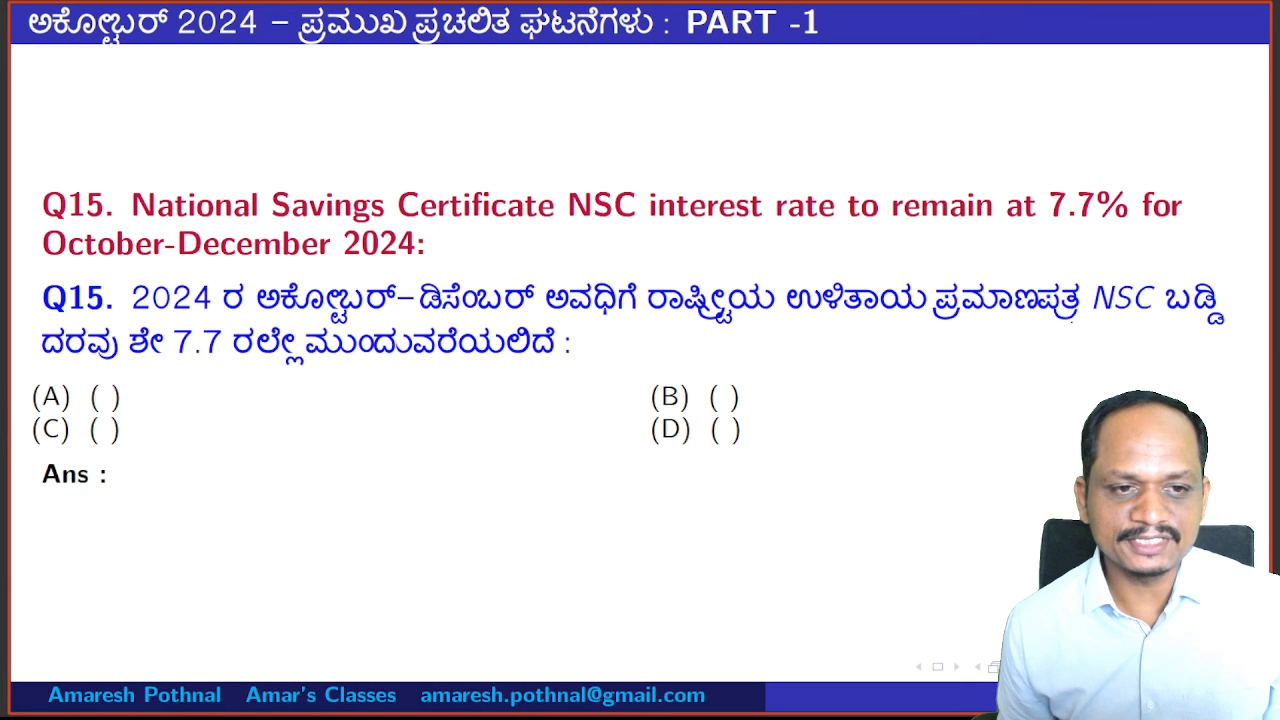 ಅಕ್ಟೋಬರ್ 2024 – ಪ್ರಮುಖ ಪ್ರಚಲಿತ ಘಟನೆಗಳು : PART -1
Q15. National Savings Certificate NSC interest rate to remain at 7.7% for
October-December 2024:
Q15. 2024 ರ ಅಕ್ಟೋಬರ್–ಡಿಸೆಂಬರ್ ಅವಧಿಗೆ ರಾಷ್ಟ್ರೀಯ ಉಳಿತಾಯ ಪ್ರಮಾಣಪತ್ರ NSC ಬಡ್ಡಿ
ದರವು ಶೇ 7.7 ರಲ್ಲೇ ಮುಂದುವರೆಯಲಿದೆ :
(A) ( ) (B) ( )
(C) ( ) (D) ( )
Ans :
Amaresh Pothnal Amar's Classes amaresh.pothnal@gmail.com